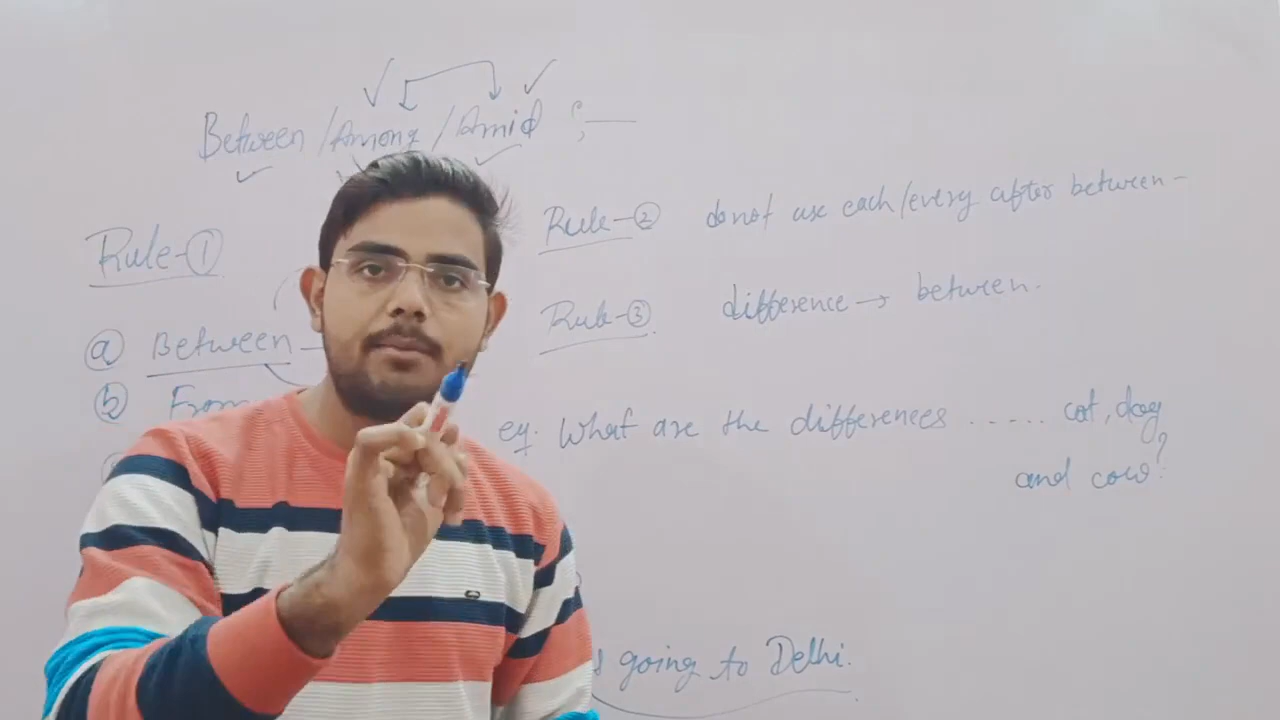 Between / Among / Amid :—
Rule-①
ⓐ Between
ⓑ From
Rule-② do not use each/every after between-
Rule-③ difference → between.
eg. What are the differences ...... cat, dog
and cow?
going to Delhi.